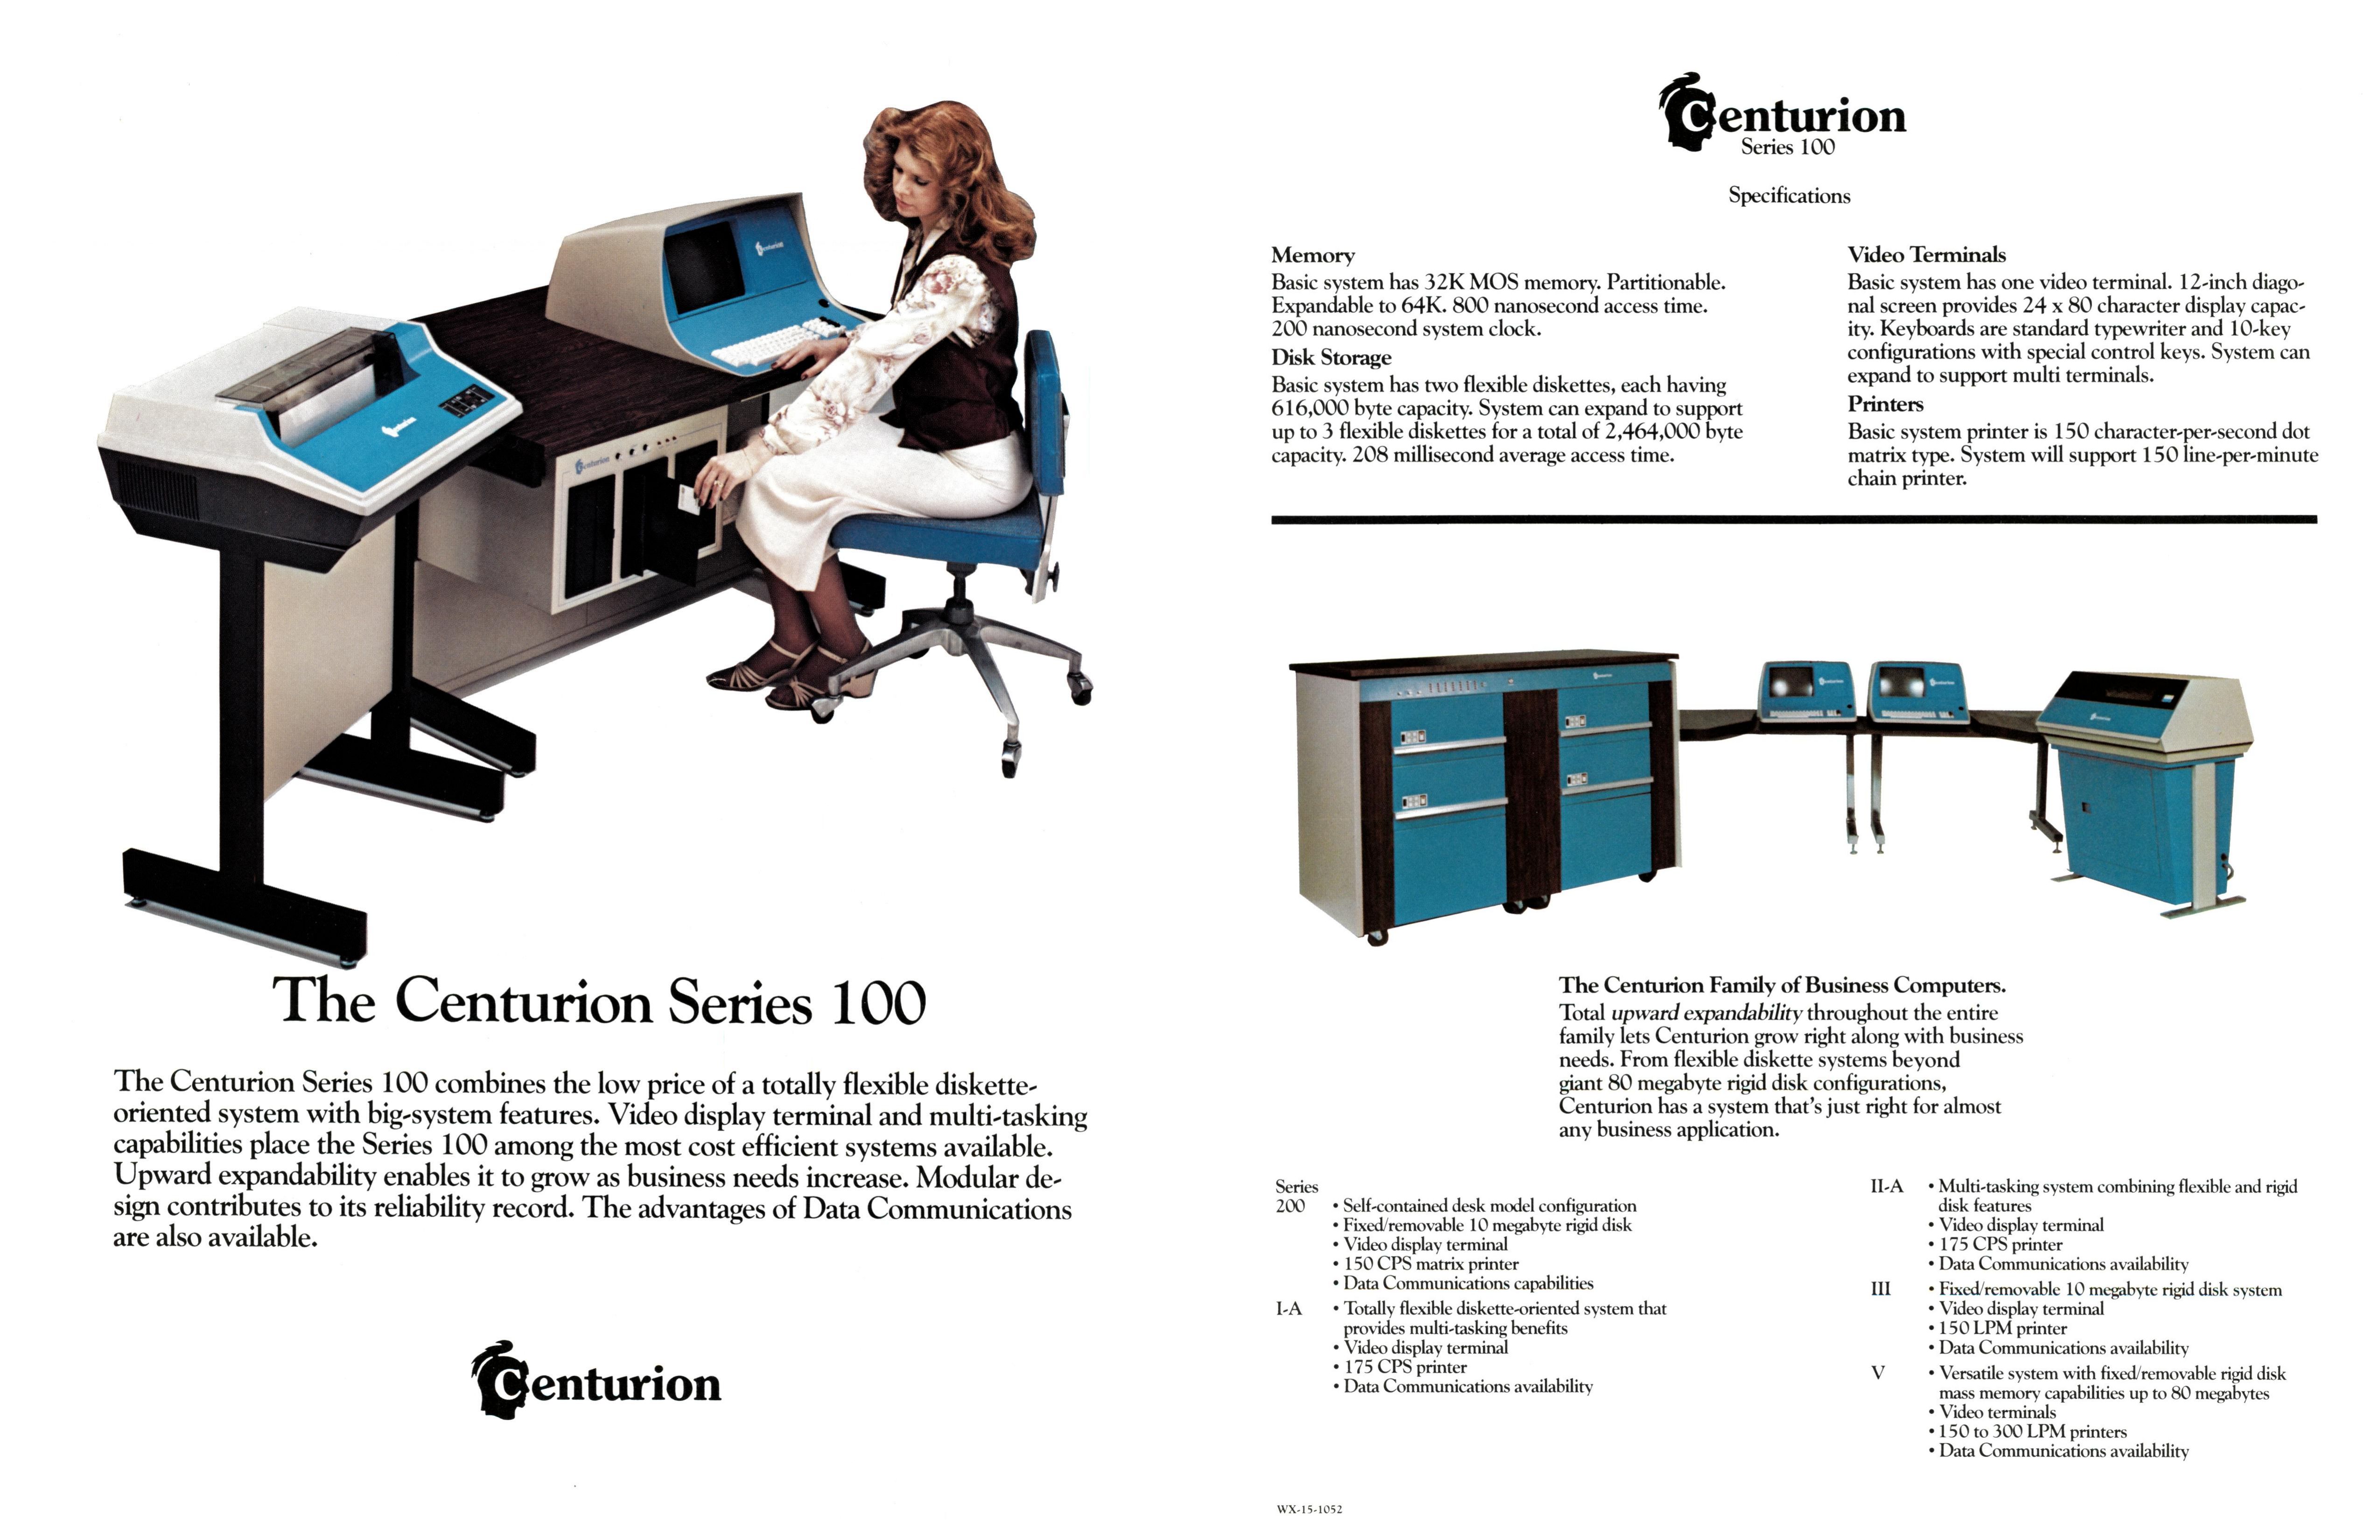 The Centurion Series 100
The Centurion Series 100 combines the low price of a totally flexible diskette-
oriented system with big-system features. Video display terminal and multi-tasking
capabilities place the Series 100 among the most cost efficient systems available.
Upward expandability enables it to grow as business needs increase. Modular de-
sign contributes to its reliability record. The advantages of Data Communications
are also available.
Centurion
Centurion
Centurion
Centurion
Centurion
Series 100
Specifications
Memory
Basic system has 32K MOS memory. Partitionable.
Expandable to 64K. 800 nanosecond access time.
200 nanosecond system clock.
Disk Storage
Basic system has two flexible diskettes, each having
616,000 byte capacity. System can expand to support
up to 3 flexible diskettes for a total of 2,464,000 byte
capacity. 208 millisecond average access time.
Video Terminals
Basic system has one video terminal. 12-inch diago-
nal screen provides 24 x 80 character display capac-
ity. Keyboards are standard typewriter and 10-key
configurations with special control keys. System can
expand to support multi terminals.
Printers
Basic system printer is 150 character-per-second dot
matrix type. System will support 150 line-per-minute
chain printer.
The Centurion Family of Business Computers.
Total upward expandability throughout the entire
family lets Centurion grow right along with business
needs. From flexible diskette systems beyond
giant 80 megabyte rigid disk configurations,
Centurion has a system that's just right for almost
any business application.
Series
200 • Self-contained desk model configuration
• Fixed/removable 10 megabyte rigid disk
• Video display terminal
• 150 CPS matrix printer
• Data Communications capabilities
I-A • Totally flexible diskette-oriented system that
provides multi-tasking benefits
• Video display terminal
• 175 CPS printer
• Data Communications availability
II-A • Multi-tasking system combining flexible and rigid
disk features
• Video display terminal
• 175 CPS printer
• Data Communications availability
III • Fixed/removable 10 megabyte rigid disk system
• Video display terminal
• 150 LPM printer
• Data Communications availability
V • Versatile system with fixed/removable rigid disk
mass memory capabilities up to 80 megabytes
• Video terminals
• 150 to 300 LPM printers
• Data Communications availability
WX-15-1052